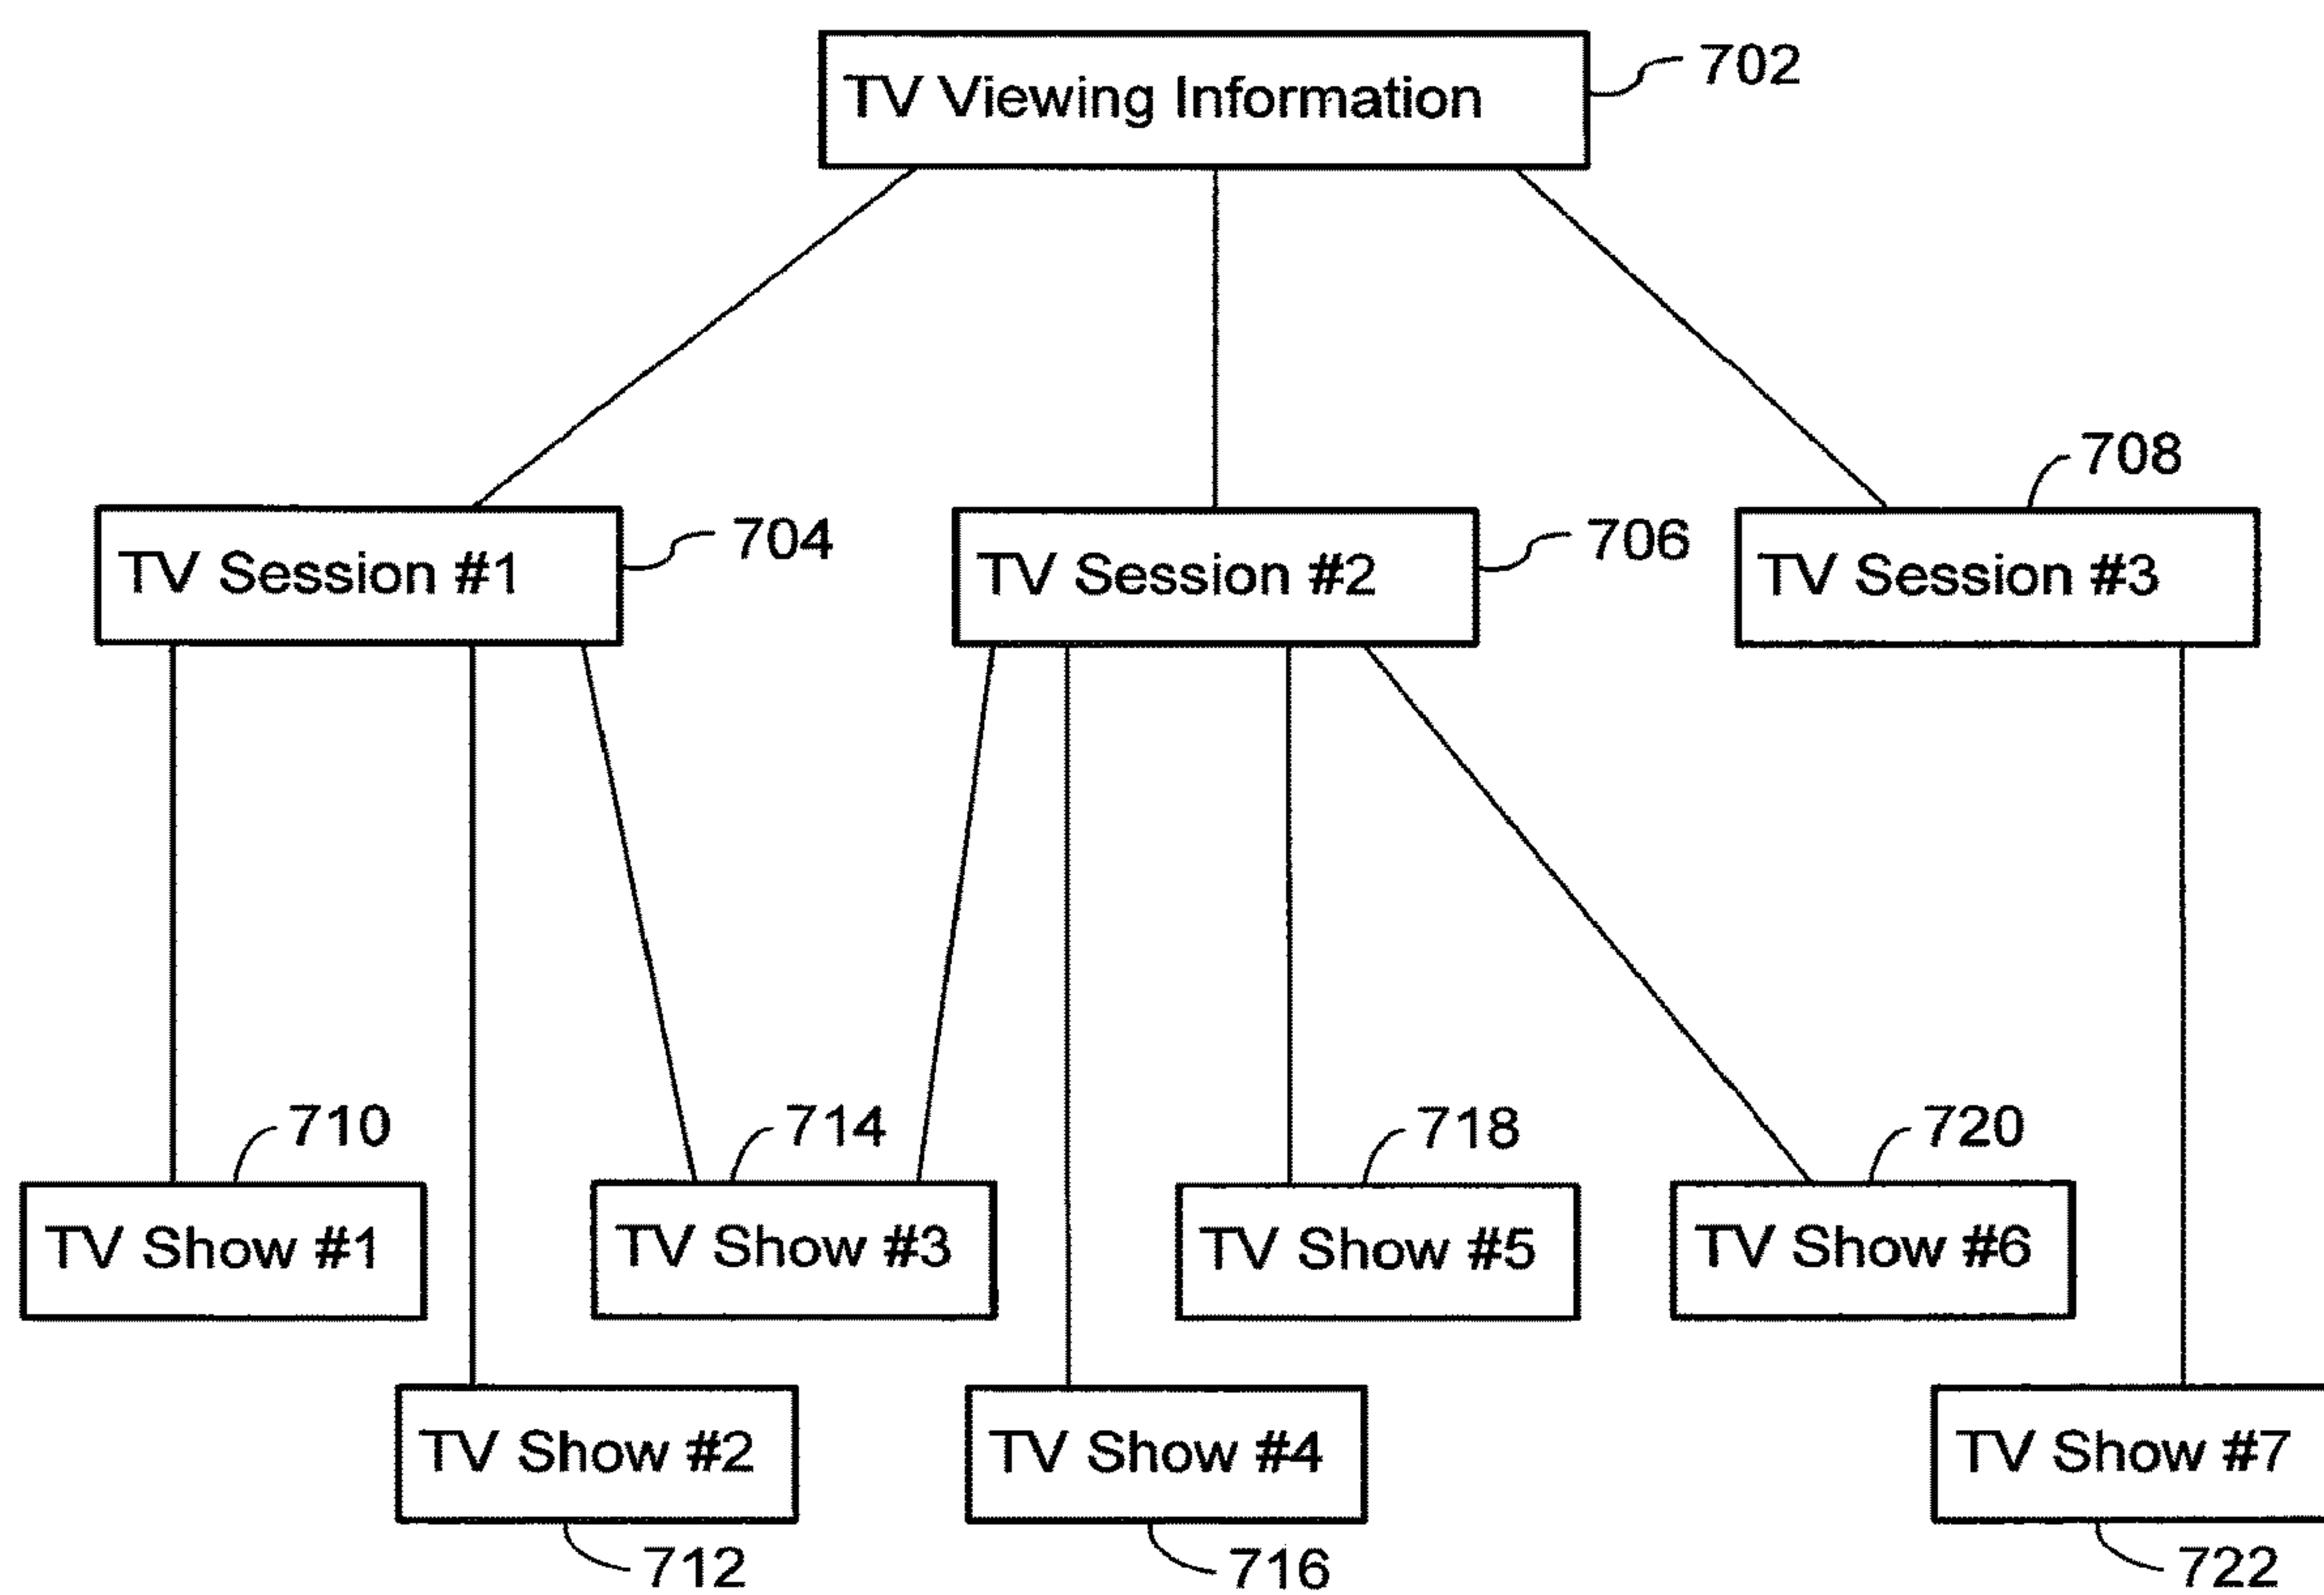 TV Viewing Information
702
TV Session #1
704
TV Session #2
706
TV Session #3
708
TV Show #1
710
TV Show #3
714
TV Show #5
718
TV Show #6
720
TV Show #2
712
TV Show #4
716
TV Show #7
722